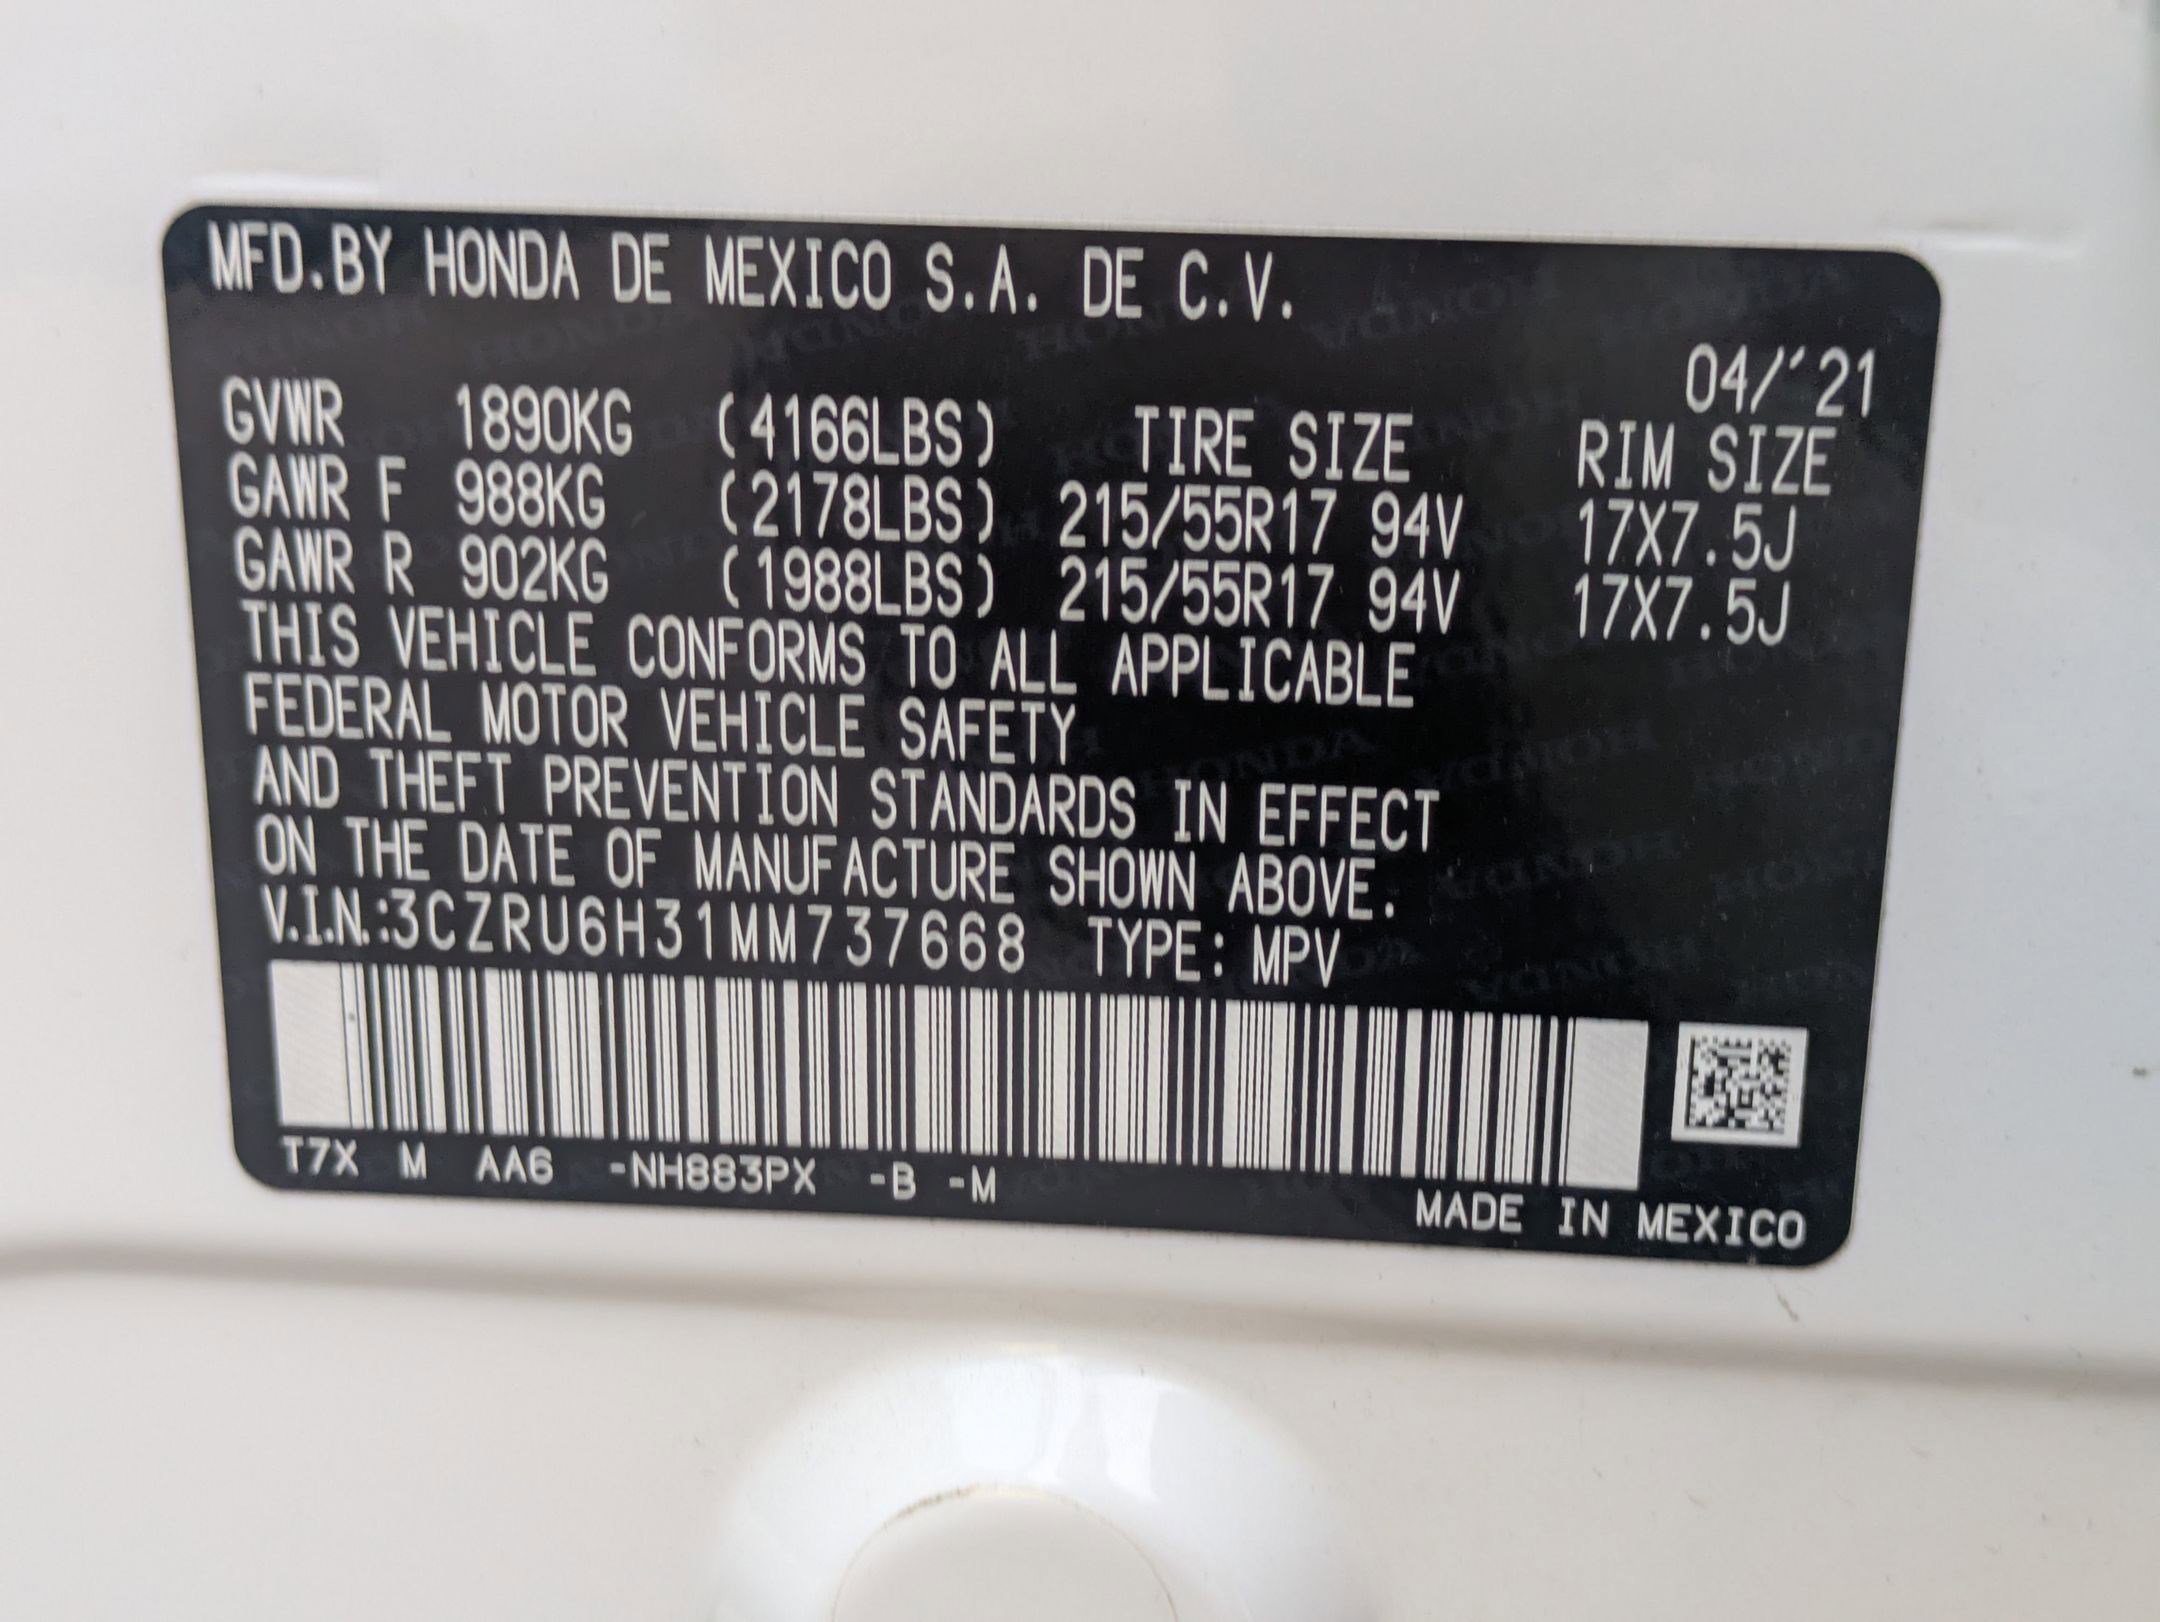 MFD.BY HONDA DE MEXICO S.A. DE C.V.
04/'21
GVWR 1890KG (4166LBS) TIRE SIZE RIM SIZE
GAWR F 988KG (2178LBS) 215/55R17 94V 17X7.5J
GAWR R 902KG (1988LBS) 215/55R17 94V 17X7.5J
THIS VEHICLE CONFORMS TO ALL APPLICABLE
FEDERAL MOTOR VEHICLE SAFETY
AND THEFT PREVENTION STANDARDS IN EFFECT
ON THE DATE OF MANUFACTURE SHOWN ABOVE.
V.I.N.:3CZRU6H31MM737668 TYPE: MPV
T7X M AA6 -NH883PX -B -M
MADE IN MEXICO